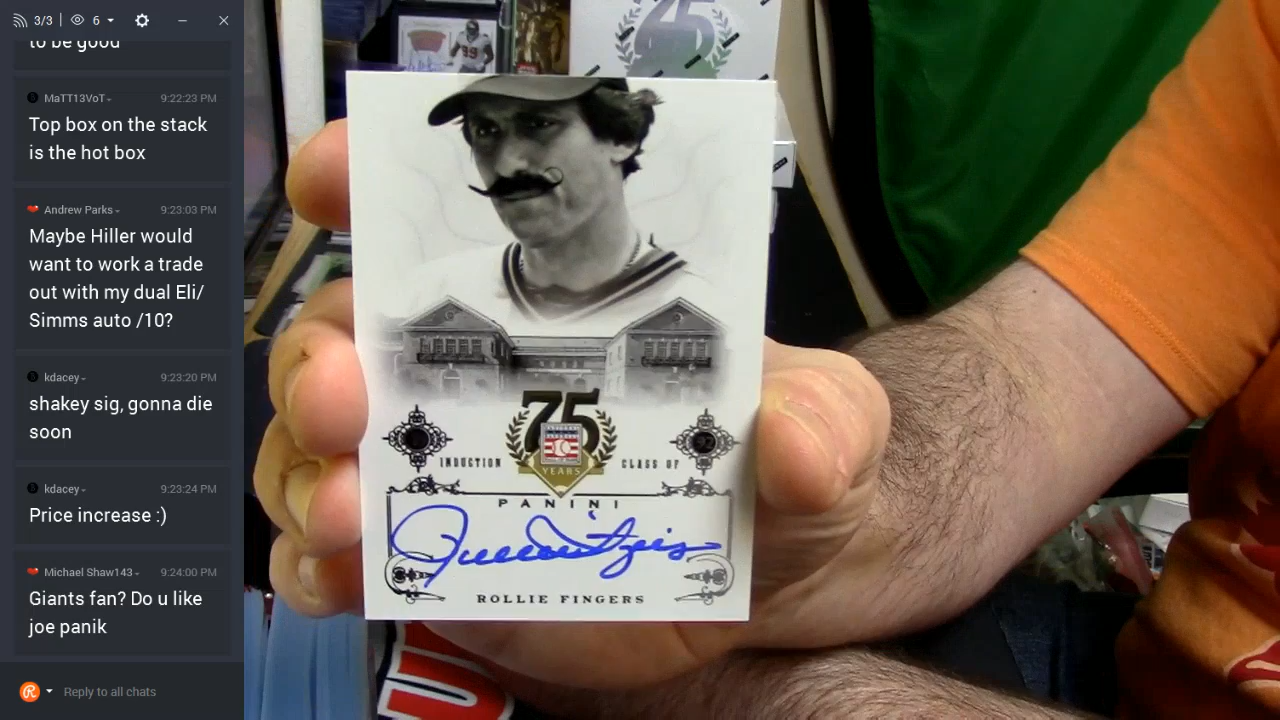 3/3
6
to be good
MaTT13VoT
9:22:23 PM
Top box on the stack
is the hot box
Andrew Parks
9:23:03 PM
Maybe Hiller would
want to work a trade
out with my dual Eli/
Simms auto /10?
kdacey
9:23:20 PM
shakey sig, gonna die
soon
kdacey
9:23:24 PM
Price increase :)
Michael Shaw143
9:24:00 PM
Giants fan? Do u like
joe panik
Reply to all chats
75
YEARS
INDUCTION CLASS OF
92
PANINI
ROLLIE FINGERS
99